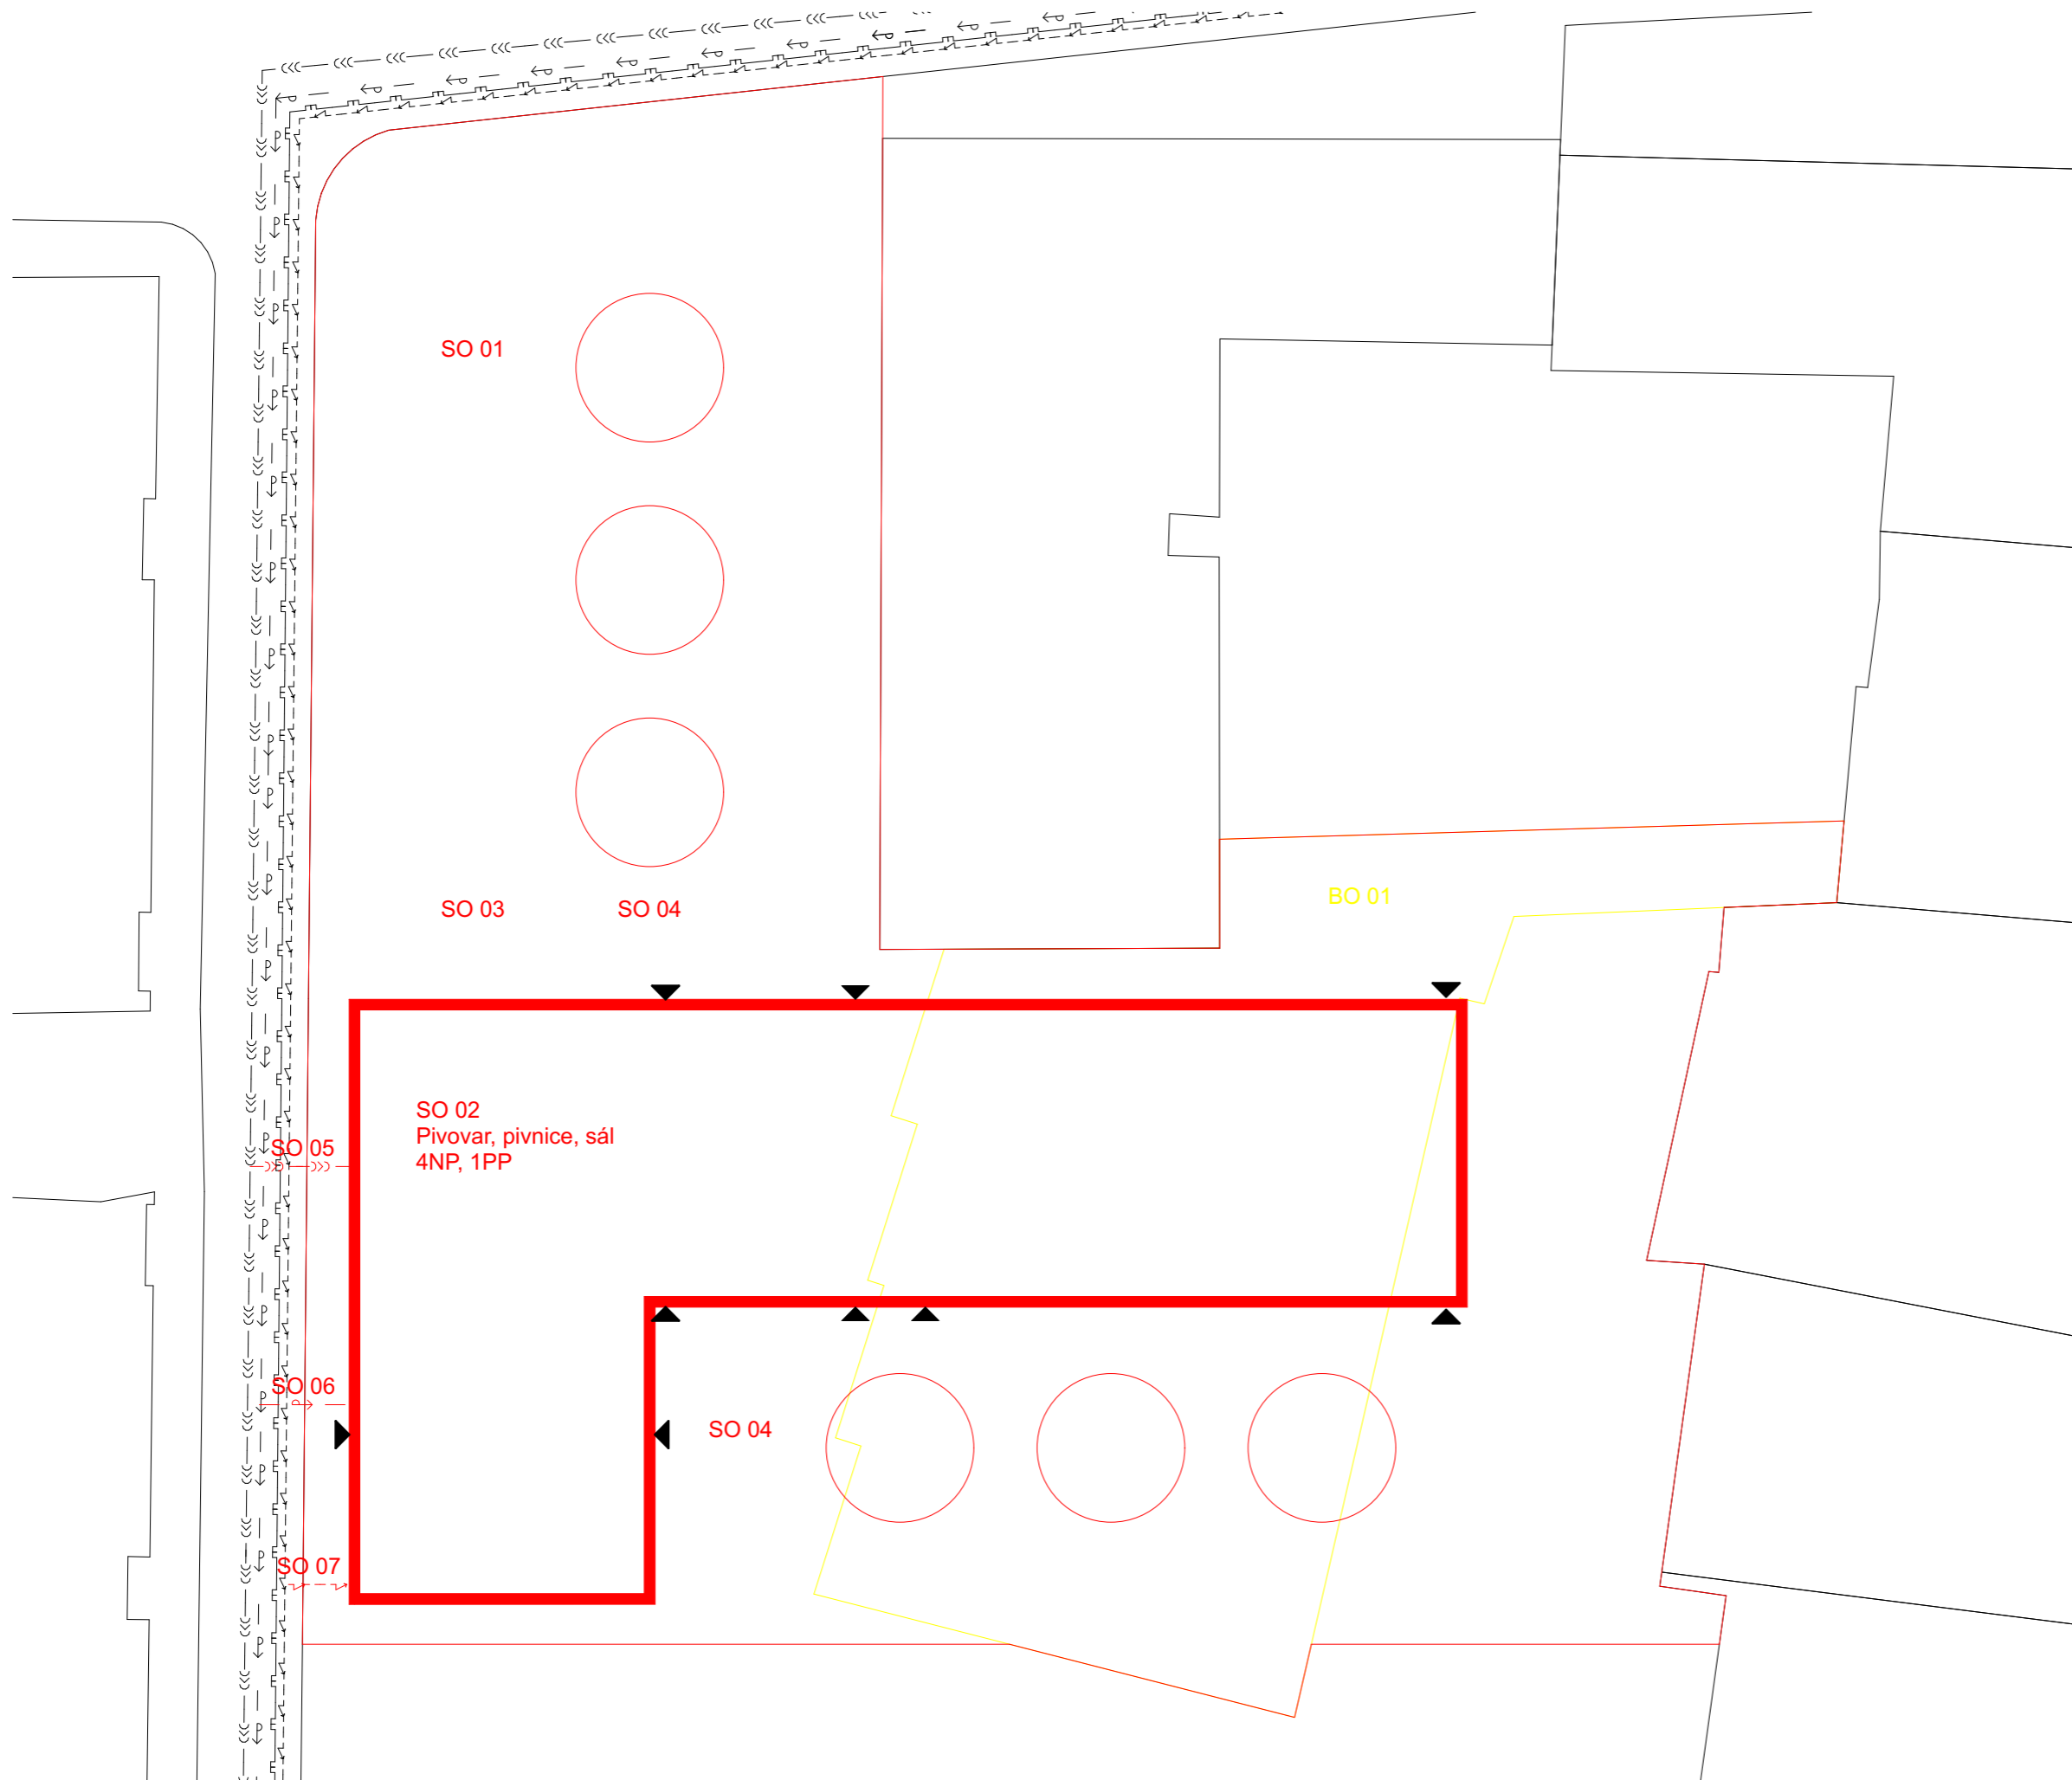 SO 01
SO 03
SO 04
BO 01
SO 02
Pivovar, pivnice, sál
4NP, 1PP
SO 05
SO 06
SO 04
SO 07